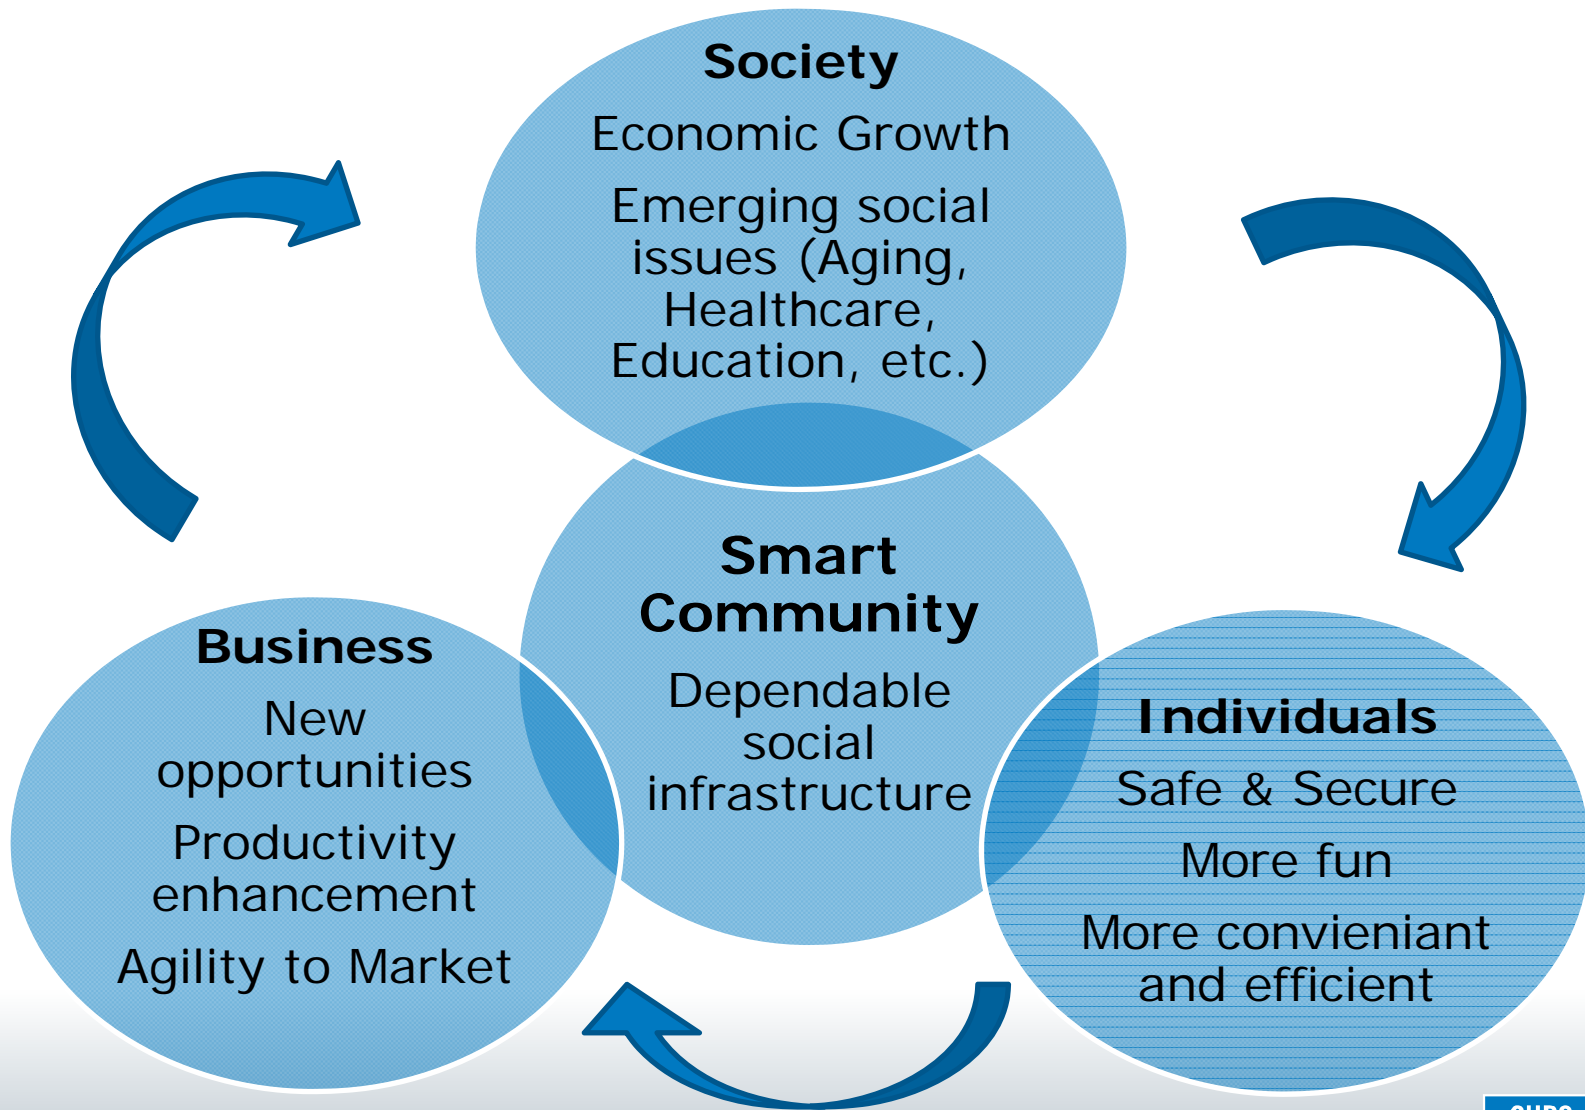 Society
Economic Growth
Emerging social
issues (Aging,
Healthcare,
Education, etc.)
Smart
Community
Dependable
social
infrastructure
Business
New
opportunities
Productivity
enhancement
Agility to Market
Individuals
Safe & Secure
More fun
More convieniant
and efficient